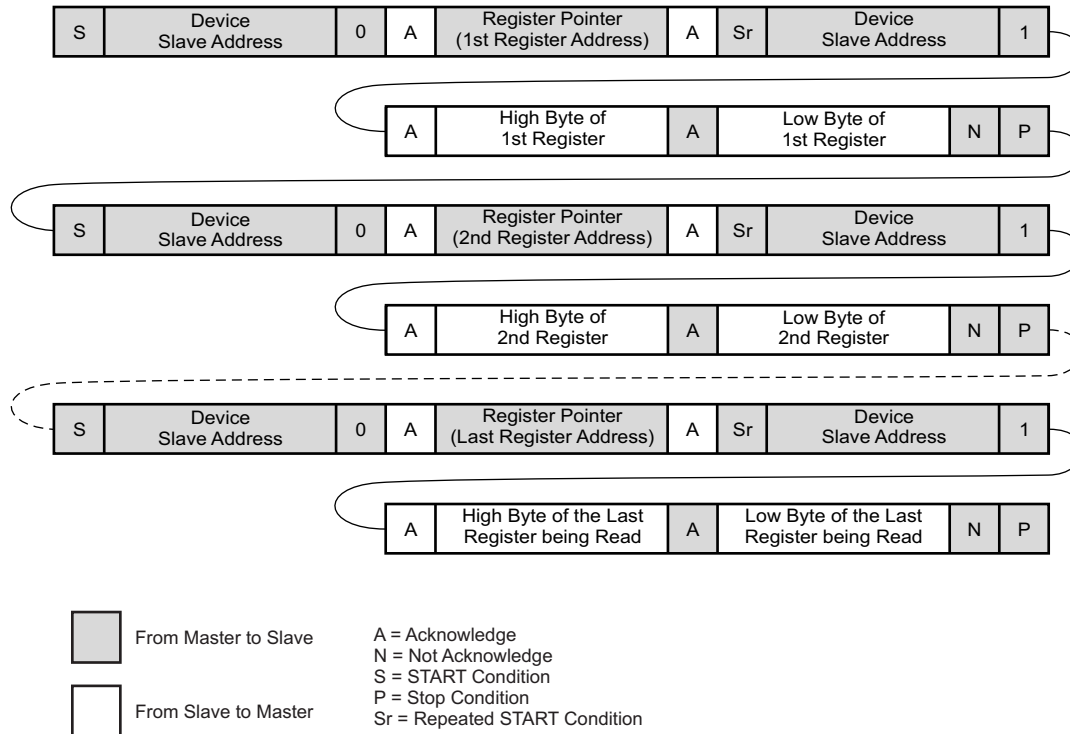 S Device Slave Address 0 A Register Pointer (1st Register Address) A Sr Device Slave Address 1
A High Byte of 1st Register A Low Byte of 1st Register N P
S Device Slave Address 0 A Register Pointer (2nd Register Address) A Sr Device Slave Address 1
A High Byte of 2nd Register A Low Byte of 2nd Register N P
S Device Slave Address 0 A Register Pointer (Last Register Address) A Sr Device Slave Address 1
A High Byte of the Last Register being Read A Low Byte of the Last Register being Read N P
From Master to Slave
From Slave to Master
A = Acknowledge
N = Not Acknowledge
S = START Condition
P = Stop Condition
Sr = Repeated START Condition